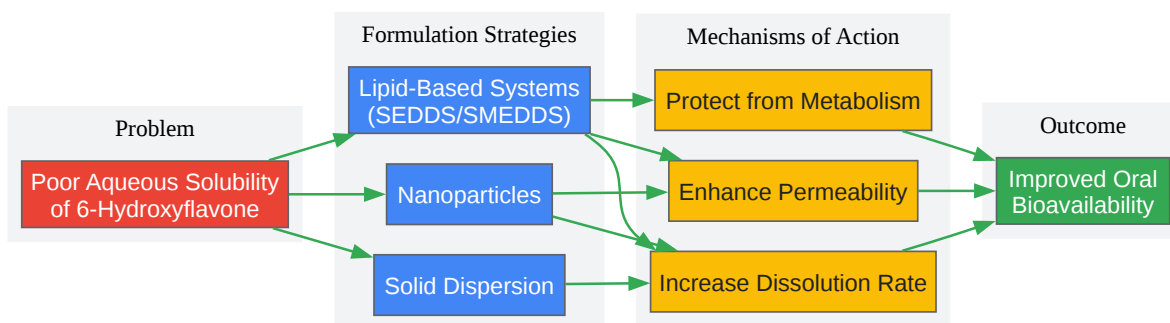 Problem
Poor Aqueous Solubility
of 6-Hydroxyflavone
Formulation Strategies
Lipid-Based Systems
(SEDDS/SMEDDS)
Nanoparticles
Solid Dispersion
Mechanisms of Action
Protect from Metabolism
Enhance Permeability
Increase Dissolution Rate
Outcome
Improved Oral
Bioavailability